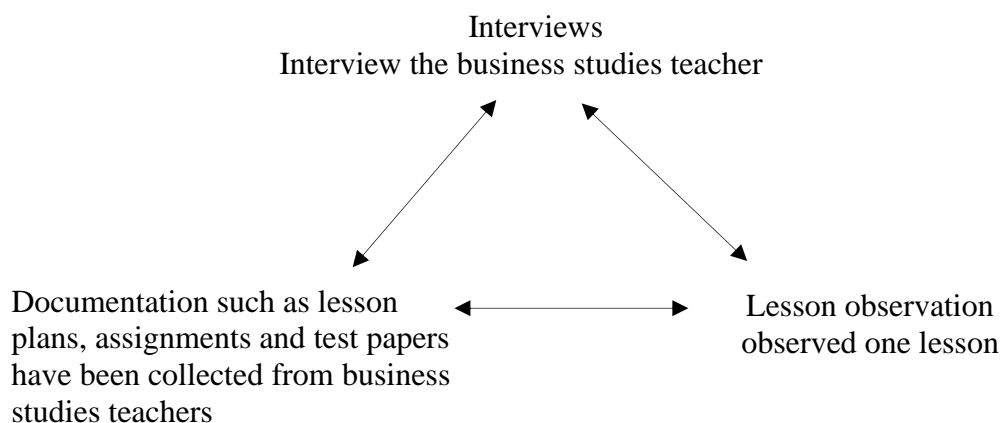 Interviews
Interview the business studies teacher
Documentation such as lesson
plans, assignments and test papers
have been collected from business
studies teachers
Lesson observation
observed one lesson